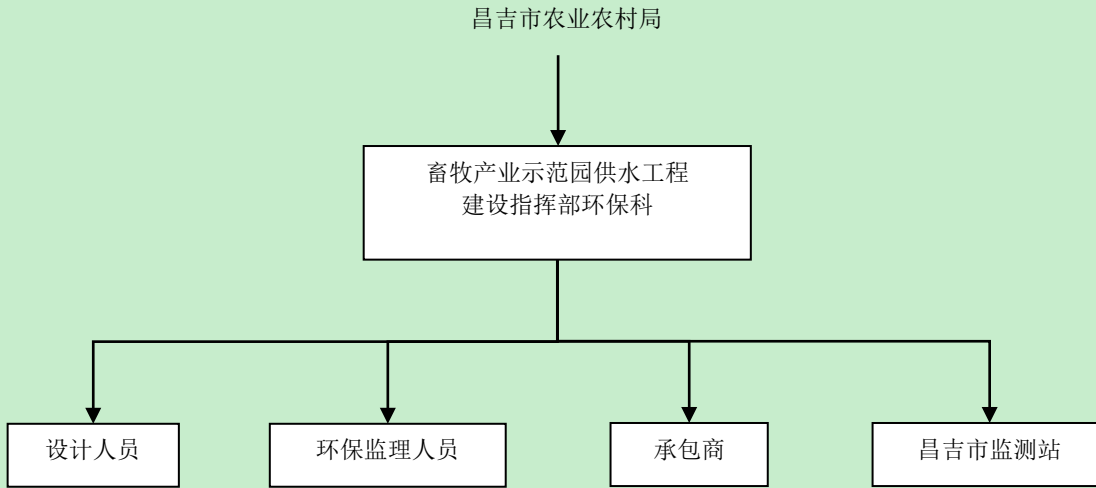 昌吉市农业农村局
畜牧产业示范园供水工程
建设指挥部环保科
设计人员
环保监理人员
承包商
昌吉市监测站